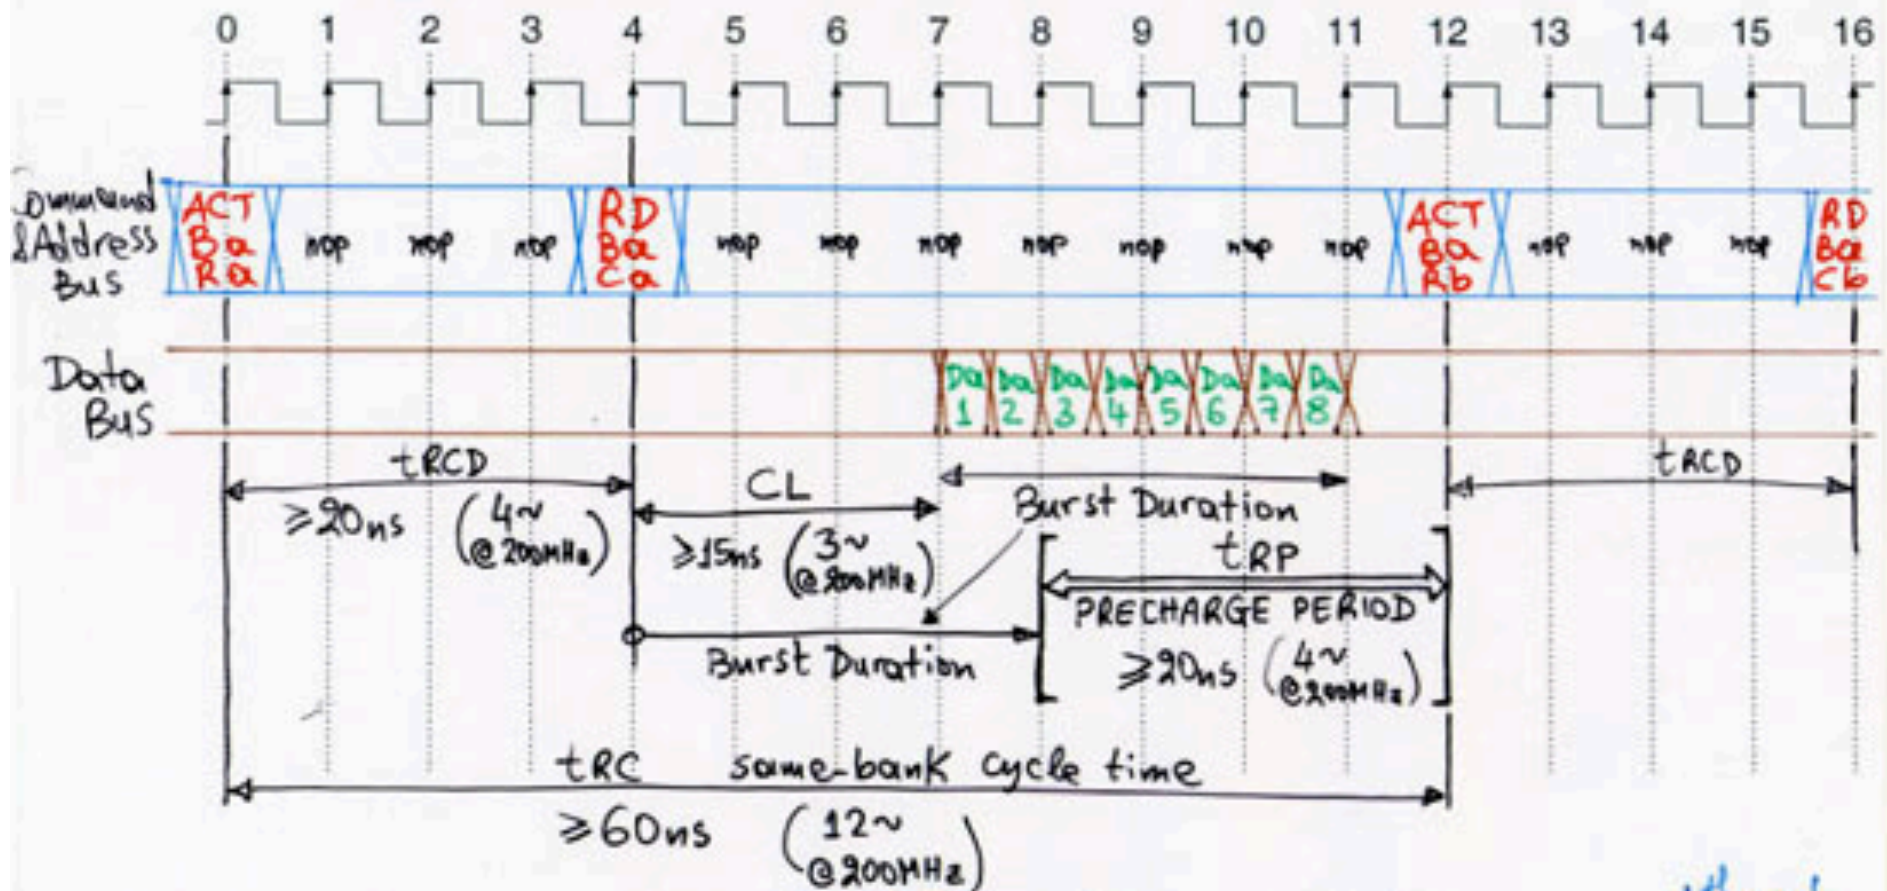 0 1 2 3 4 5 6 7 8 9 10 11 12 13 14 15 16
Command
&Address
Bus
ACT
Ba
Ra
nop nop nop
RD
Ba
Ca
nop nop nop nop nop nop nop
ACT
Ba
Rb
nop nop nop
RD
Ba
Cb
Data
Bus
Da Da Da Da Da Da Da Da
1 2 3 4 5 6 7 8
tRCD
≥20ns (4~
@200MHz)
CL
≥15ns (3~
@200MHz)
Burst Duration
tRCD
tRP
PRECHARGE PERIOD
≥20ns (4~
@200MHz)
Burst Duration
tRC same-bank cycle time
≥60ns (12~
@200MHz)